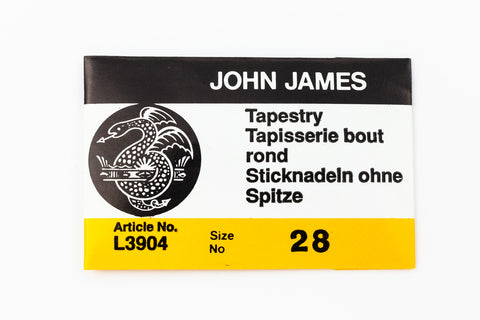 JOHN JAMES
Tapestry
Tapisserie bout
rond
Sticknadeln ohne
Spitze
Article No.
L3904
Size
No
28